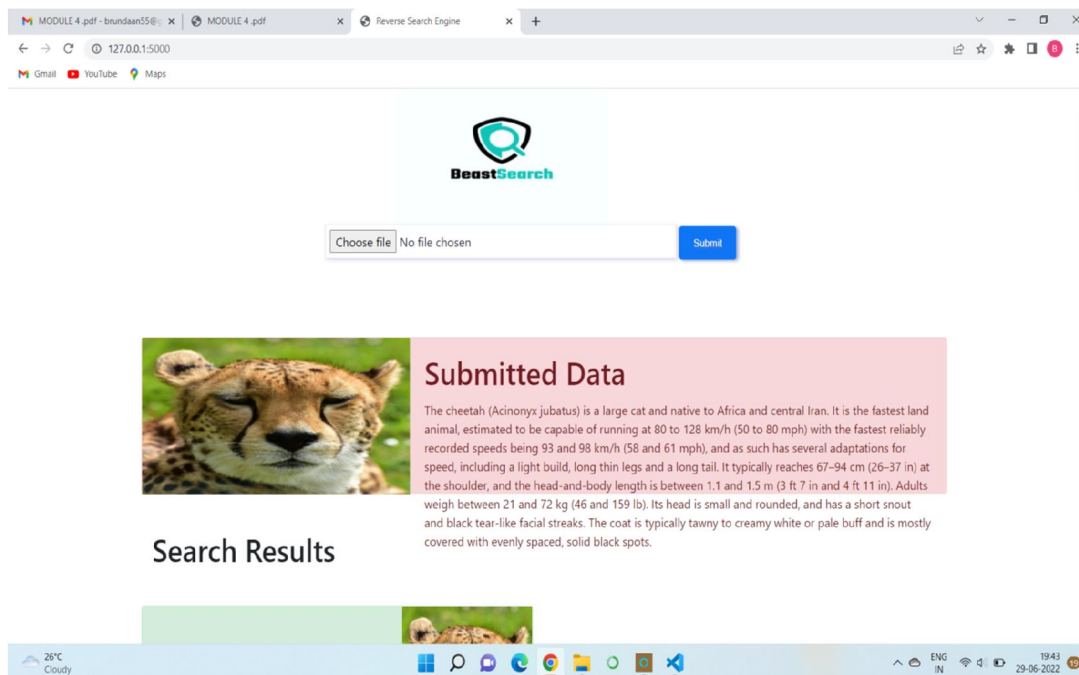 MODULE 4 .pdf - brundaan55@g
MODULE 4 .pdf
Reverse Search Engine
127.0.0.1:5000
B
Gmail
YouTube
Maps
BeastSearch
Choose file No file chosen
Submit
Submitted Data
The cheetah (Acinonyx jubatus) is a large cat and native to Africa and central Iran. It is the fastest land
animal, estimated to be capable of running at 80 to 128 km/h (50 to 80 mph) with the fastest reliably
recorded speeds being 93 and 98 km/h (58 and 61 mph), and as such has several adaptations for
speed, including a light build, long thin legs and a long tail. It typically reaches 67–94 cm (26–37 in) at
the shoulder, and the head-and-body length is between 1.1 and 1.5 m (3 ft 7 in and 4 ft 11 in). Adults
weigh between 21 and 72 kg (46 and 159 lb). Its head is small and rounded, and has a short snout
and black tear-like facial streaks. The coat is typically tawny to creamy white or pale buff and is mostly
covered with evenly spaced, solid black spots.
Search Results
26°C
Cloudy
ENG
IN
19:43
29-06-2022
19